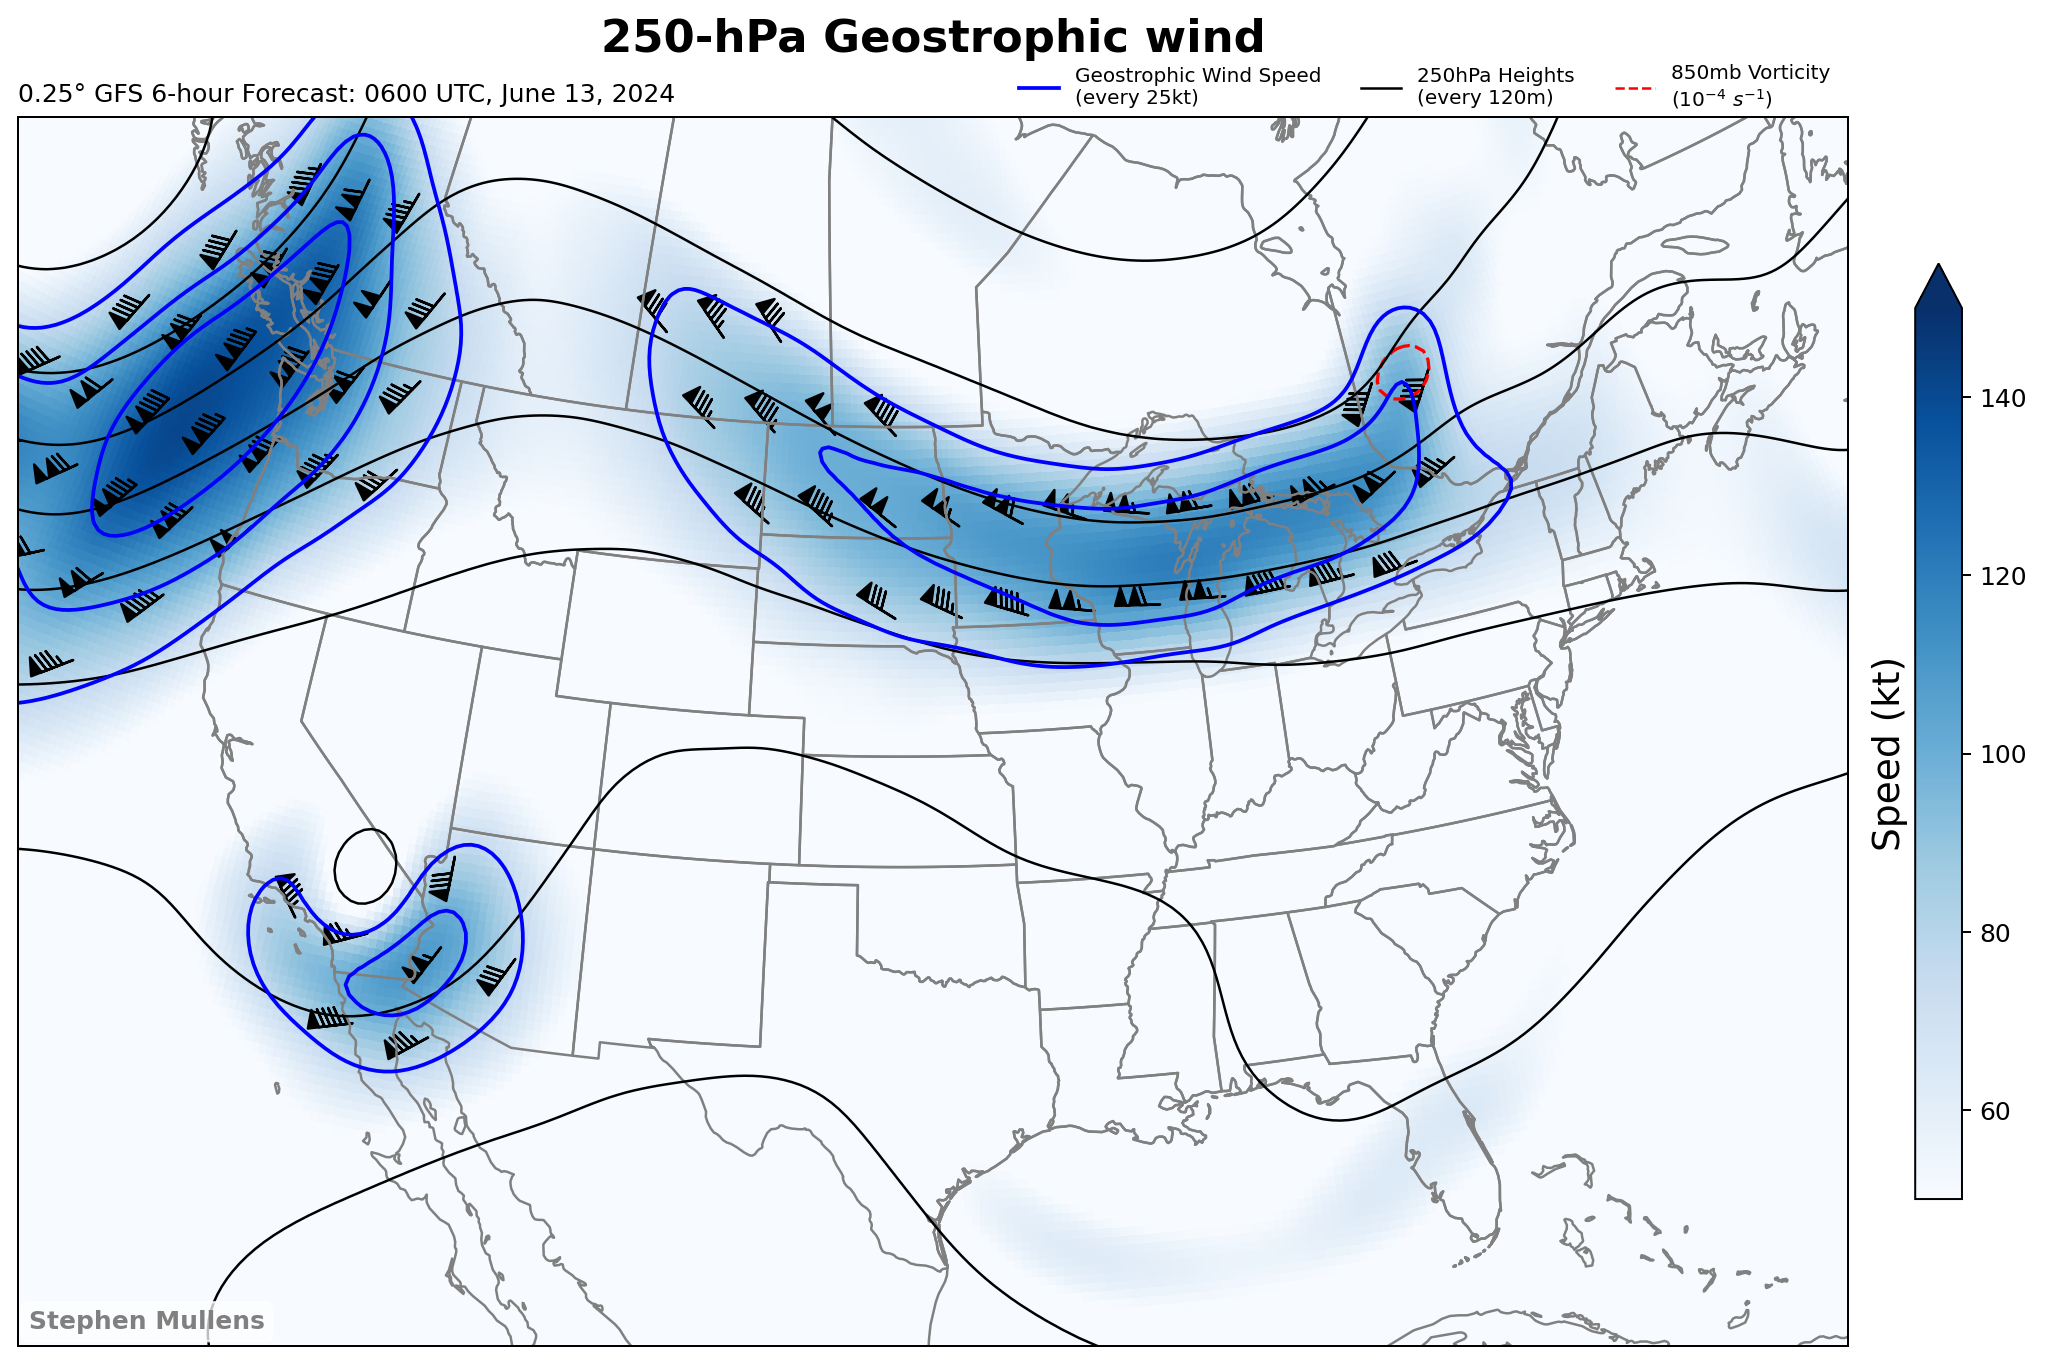 250-hPa Geostrophic wind
0.25° GFS 6-hour Forecast: 0600 UTC, June 13, 2024
Geostrophic Wind Speed
(every 25kt)
250hPa Heights
(every 120m)
850mb Vorticity
(10⁻⁴ s⁻¹)
140
120
100
80
60
Speed (kt)
Stephen Mullens